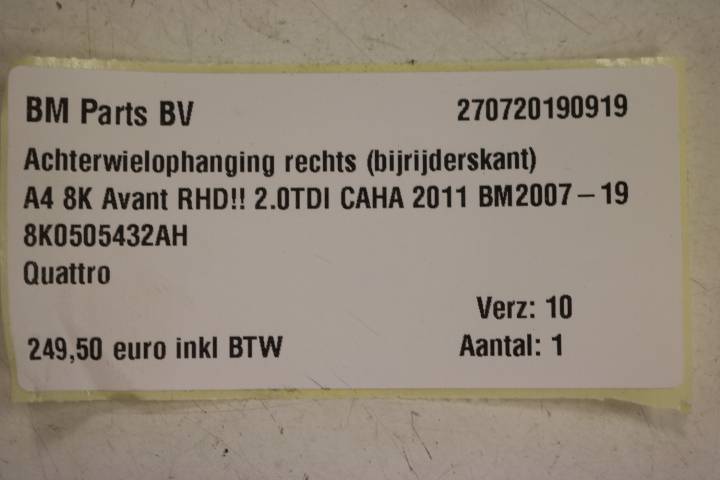 BM Parts BV 270720190919
Achterwielophanging rechts (bijrijderskant)
A4 8K Avant RHD!! 2.0TDI CAHA 2011 BM2007-19
8K0505432AH
Quattro
Verz: 10
249,50 euro inkl BTW Aantal: 1